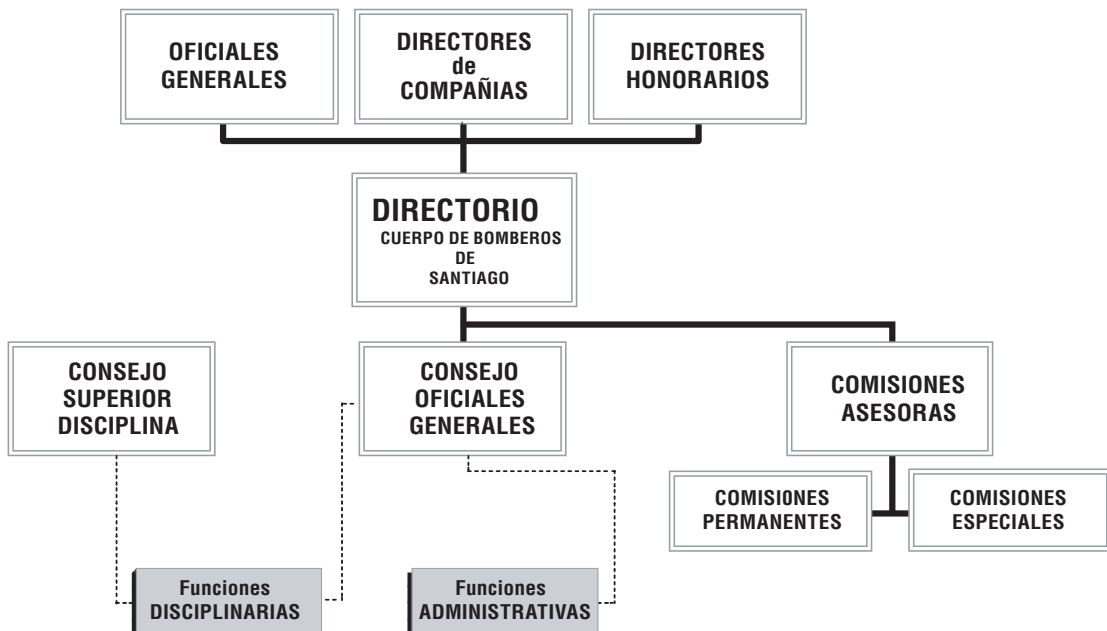 OFICIALES
GENERALES
DIRECTORES
de
COMPAÑIAS
DIRECTORES
HONORARIOS
DIRECTORIO
CUERPO DE BOMBEROS
DE
SANTIAGO
CONSEJO
SUPERIOR
DISCIPLINA
CONSEJO
OFICIALES
GENERALES
COMISIONES
ASESORAS
COMISIONES
PERMANENTES
COMISIONES
ESPECIALES
Funciones
DISCIPLINARIAS
Funciones
ADMINISTRATIVAS